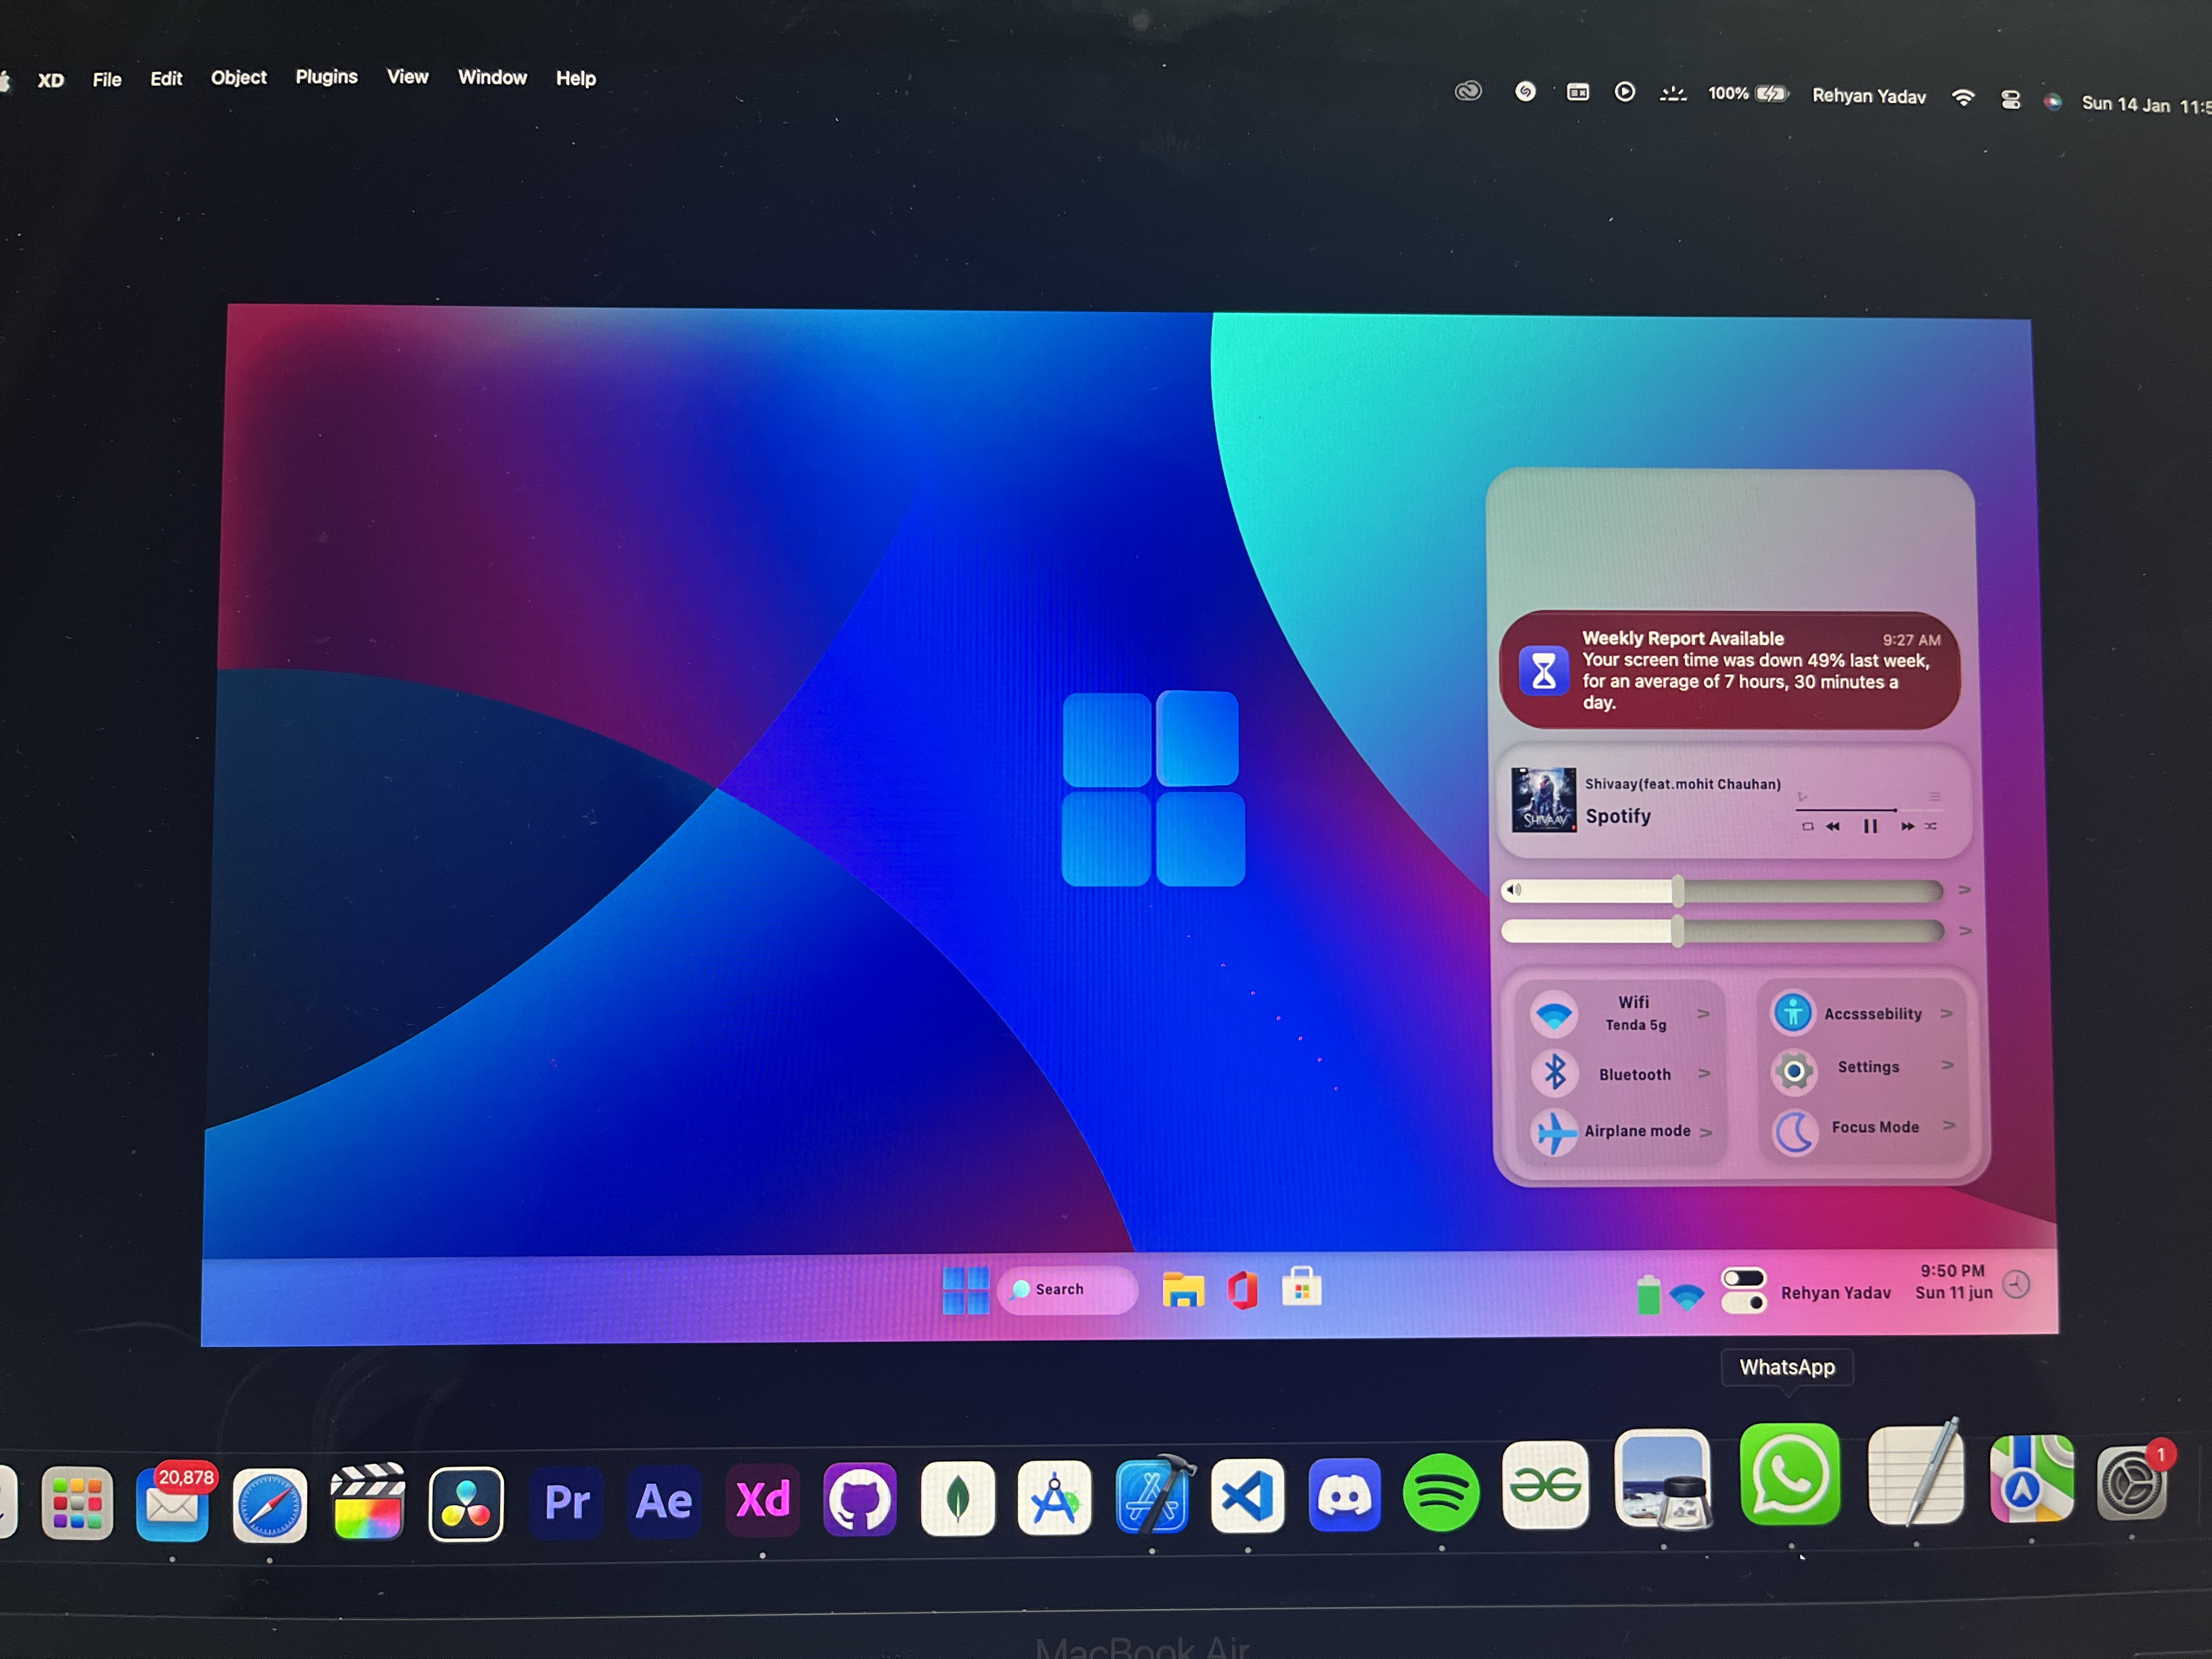 XD File Edit Object Plugins View Window Help
100% Rehyan Yadav Sun 14 Jan 11:5
Weekly Report Available 9:27 AM
Your screen time was down 49% last week,
for an average of 7 hours, 30 minutes a
day.
SHIVAAY
Shivaay(feat.mohit Chauhan)
Spotify
Wifi
Tenda 5g
Bluetooth
Airplane mode
Accsssebility
Settings
Focus Mode
Search
Rehyan Yadav
9:50 PM
Sun 11 jun
WhatsApp
20,878
Pr
Ae
Xd
1
MacBook Air